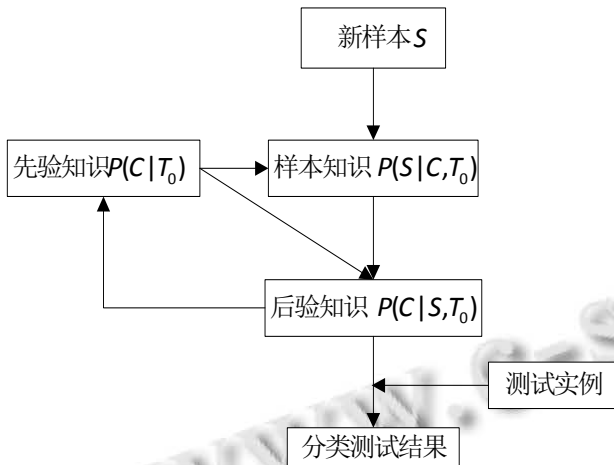 新样本 S
先验知识P(C|T₀)
样本知识 P(S|C,T₀)
后验知识 P(C|S,T₀)
测试实例
分类测试结果
www.c-s